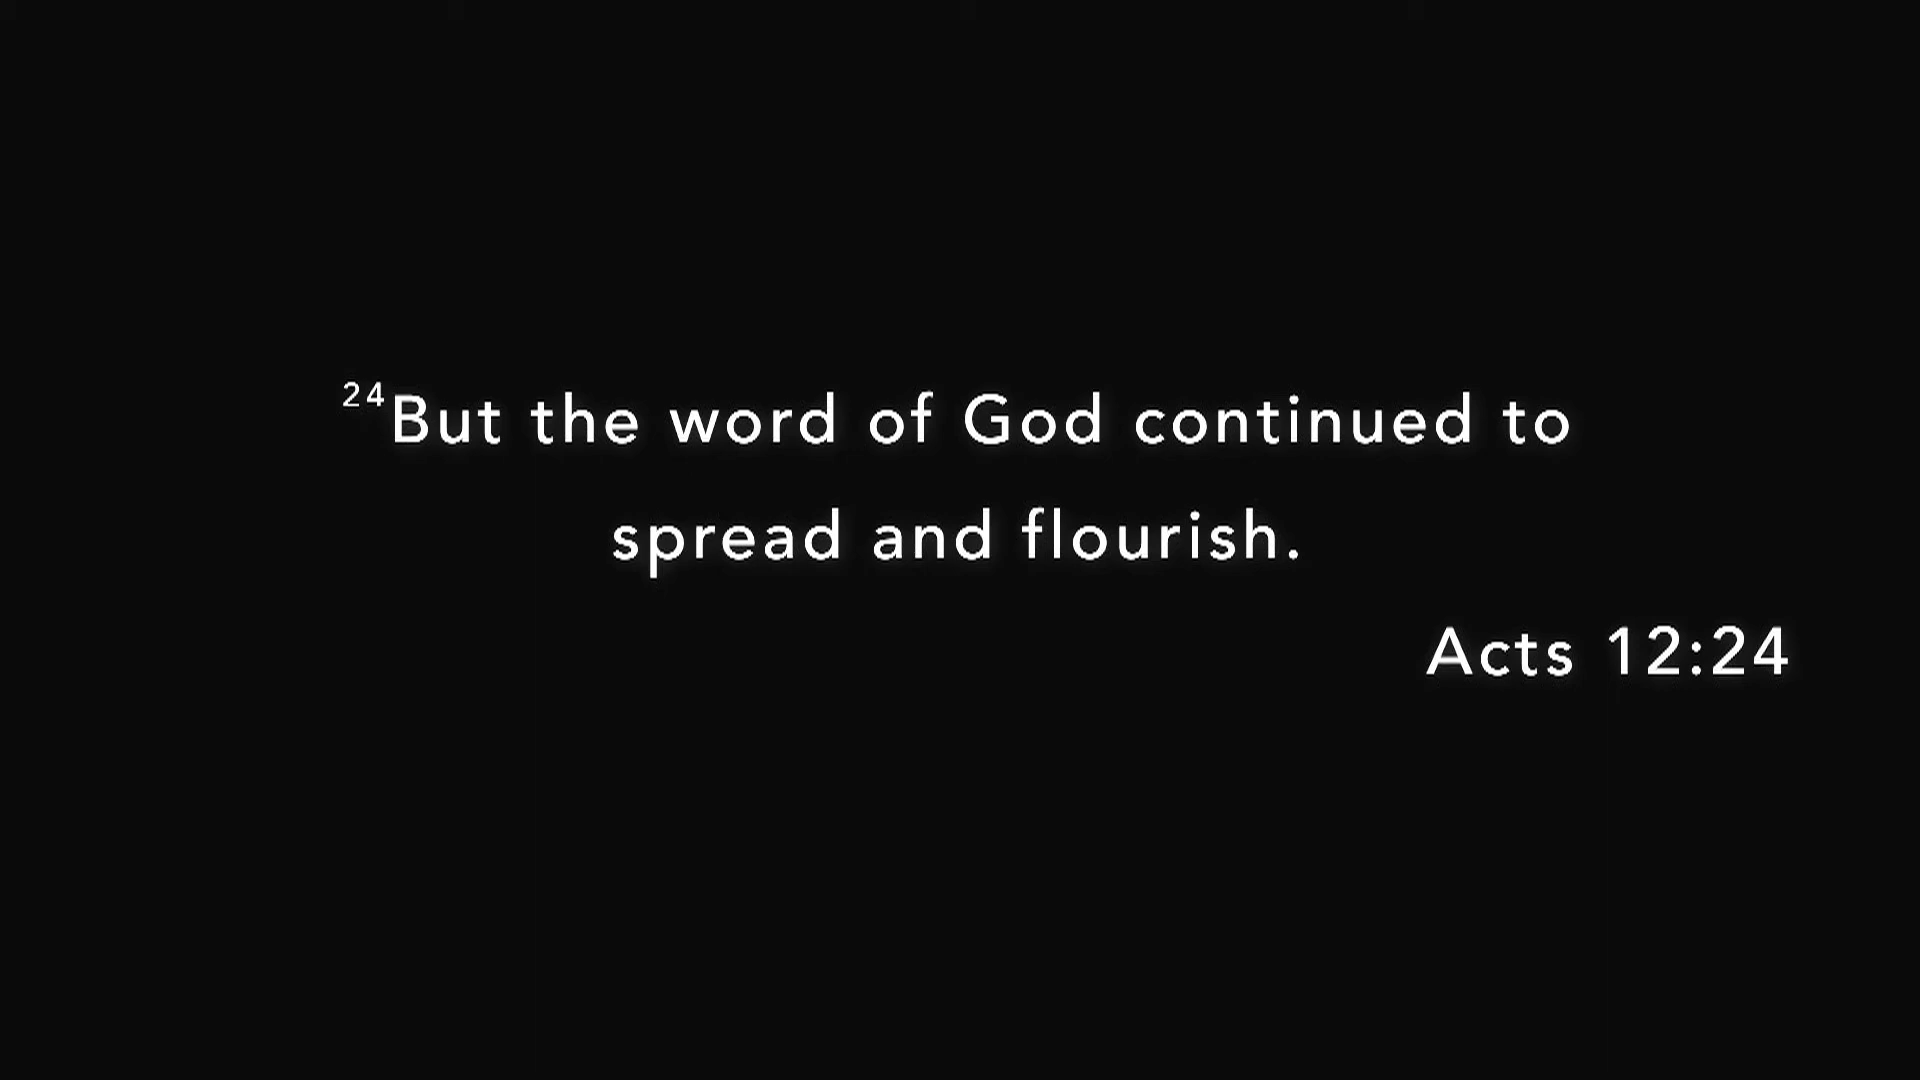 24But the word of God continued to
spread and flourish.
Acts 12:24